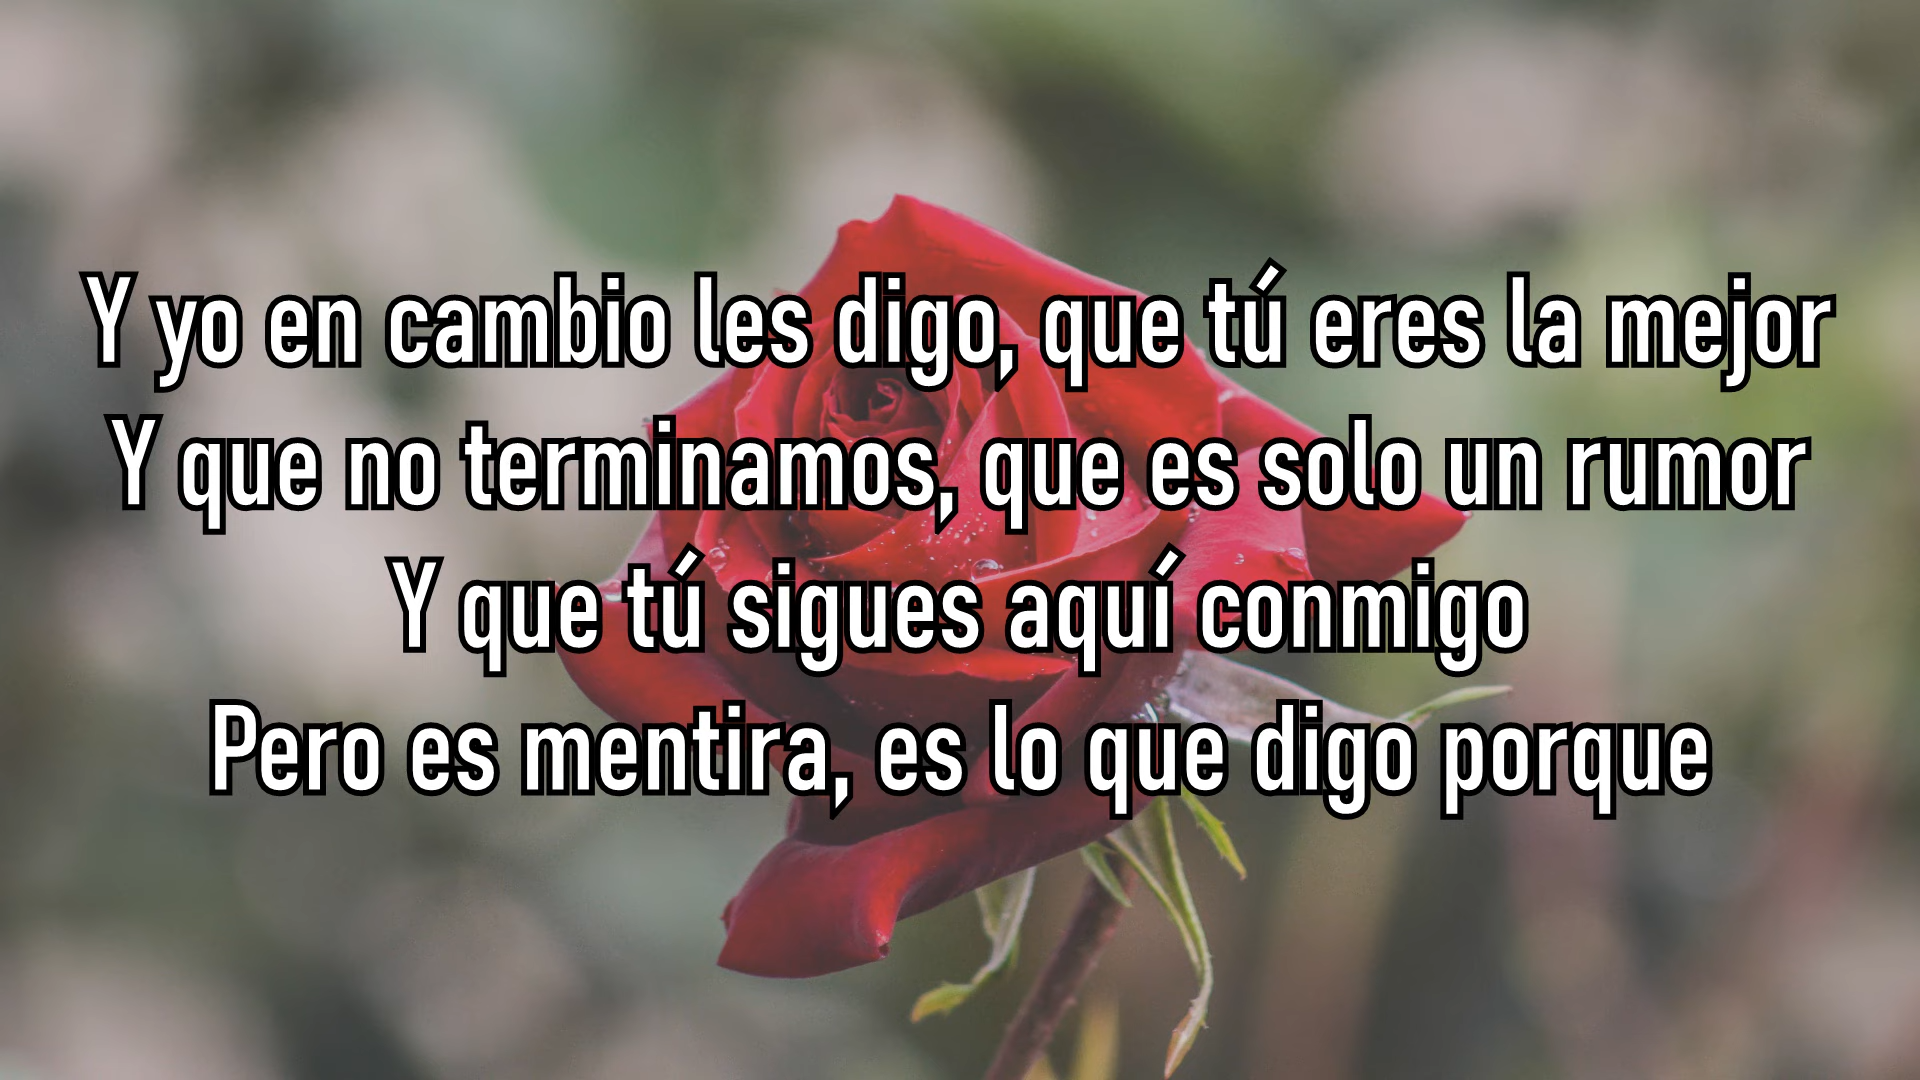 Y yo en cambio les digo, que tú eres la mejor
Y que no terminamos, que es solo un rumor
Y que tú sigues aquí conmigo
Pero es mentira, es lo que digo porque